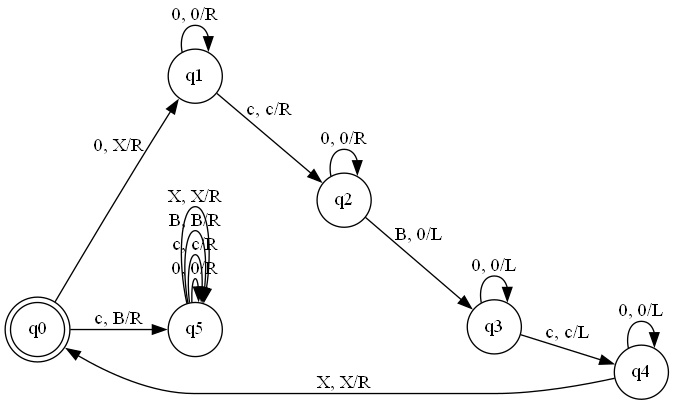 0, 0/R
q1
c, c/R
0, X/R
0, 0/R
q2
X, X/R
B, B/R
c, c/R
0, 0/R
B, 0/L
0, 0/L
q3
q0
c, B/R
q5
c, c/L
0, 0/L
q4
X, X/R